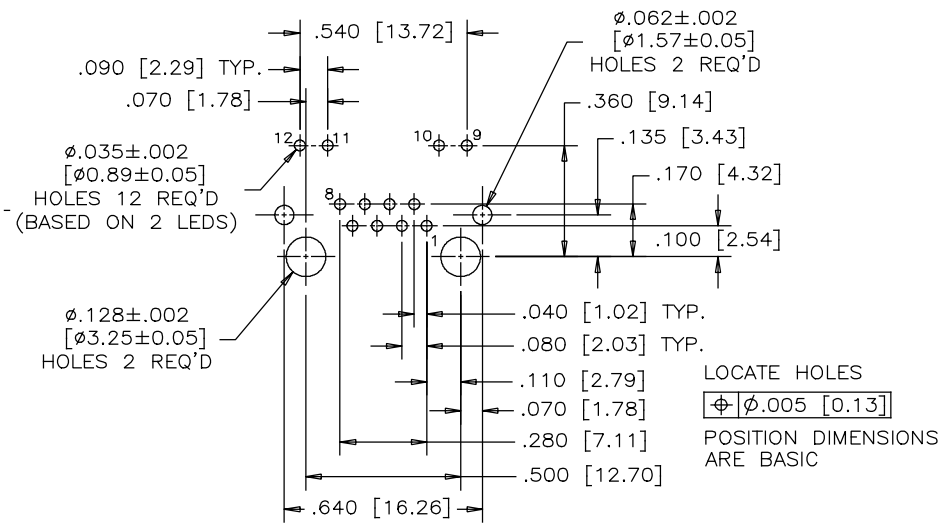 .540 [13.72]
.090 [2.29] TYP.
.070 [1.78]
ø.062±.002
[ø1.57±0.05]
HOLES 2 REQ'D
.360 [9.14]
.135 [3.43]
.170 [4.32]
.100 [2.54]
12
11
10
9
ø.035±.002
[ø0.89±0.05]
HOLES 12 REQ'D
(BASED ON 2 LEDS)
8
1
ø.128±.002
[ø3.25±0.05]
HOLES 2 REQ'D
.040 [1.02] TYP.
.080 [2.03] TYP.
.110 [2.79]
.070 [1.78]
.280 [7.11]
.500 [12.70]
.640 [16.26]
LOCATE HOLES
⌖ ø.005 [0.13]
POSITION DIMENSIONS
ARE BASIC